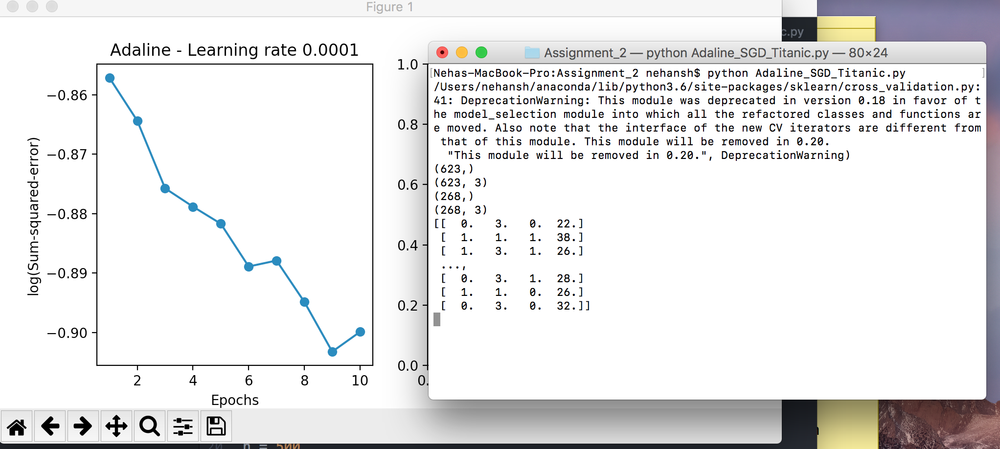 Figure 1
Adaline - Learning rate 0.0001
−0.86
−0.87
−0.88
−0.89
−0.90
log(Sum-squared-error)
2 4 6 8 10
Epochs
1.0
0.8
0.6
0.4
0.2
0.0
0.
c.py
Assignment_2 — python Adaline_SGD_Titanic.py — 80×24
[Nehas-MacBook-Pro:Assignment_2 nehansh$ python Adaline_SGD_Titanic.py ]
/Users/nehansh/anaconda/lib/python3.6/site-packages/sklearn/cross_validation.py:
41: DeprecationWarning: This module was deprecated in version 0.18 in favor of t
he model_selection module into which all the refactored classes and functions ar
e moved. Also note that the interface of the new CV iterators are different from
that of this module. This module will be removed in 0.20.
"This module will be removed in 0.20.", DeprecationWarning)
(623,)
(623, 3)
(268,)
(268, 3)
[[ 0. 3. 0. 22.]
[ 1. 1. 1. 38.]
[ 1. 3. 1. 26.]
...,
[ 0. 3. 1. 28.]
[ 1. 1. 0. 26.]
[ 0. 3. 0. 32.]]
= 500